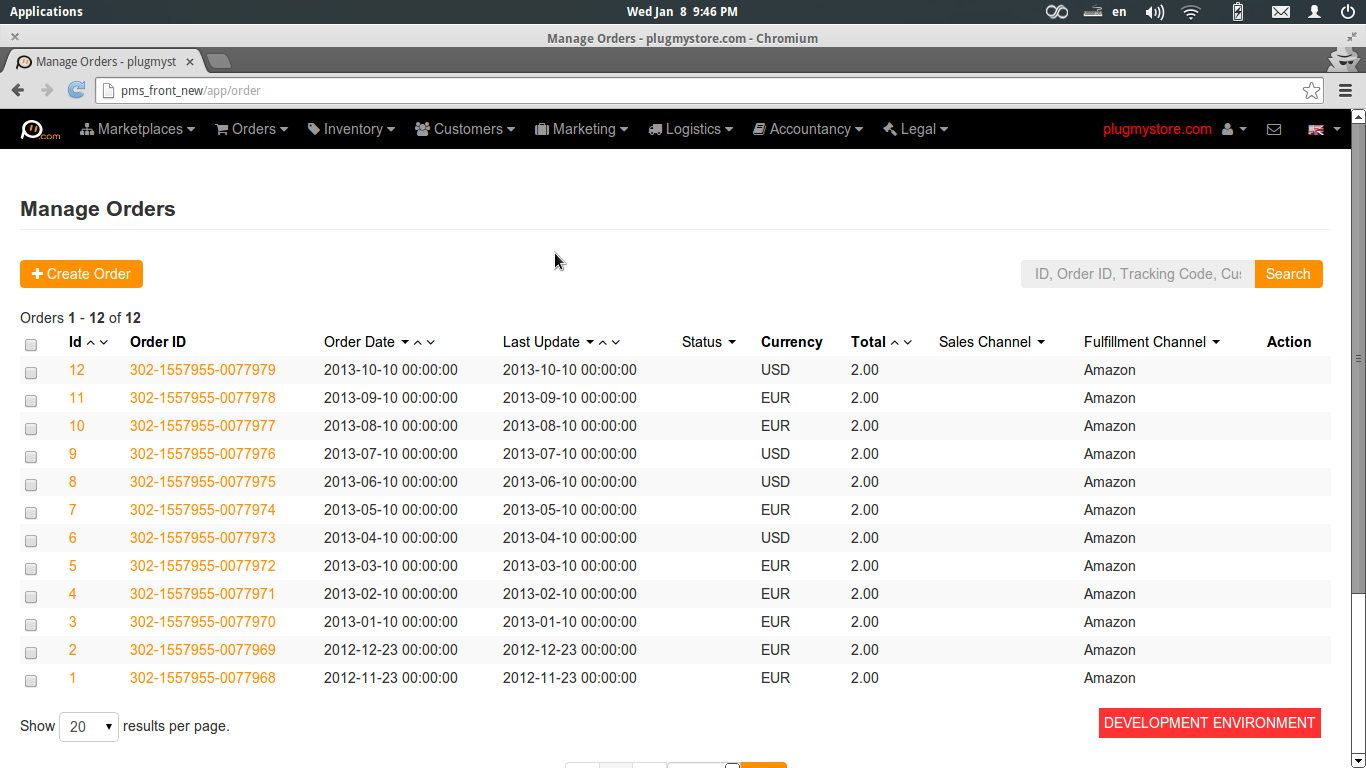 Applications Wed Jan 8 9:46 PM en
Manage Orders - plugmystore.com - Chromium
Manage Orders - plugmyst
pms_front_new/app/order
.com Marketplaces Orders Inventory Customers Marketing Logistics Accountancy Legal plugmystore.com
Manage Orders
Create Order ID, Order ID, Tracking Code, Cus Search
Orders 1 - 12 of 12
Id Order ID Order Date Last Update Status Currency Total Sales Channel Fulfillment Channel Action
12 302-1557955-0077979 2013-10-10 00:00:00 2013-10-10 00:00:00 USD 2.00 Amazon
11 302-1557955-0077978 2013-09-10 00:00:00 2013-09-10 00:00:00 EUR 2.00 Amazon
10 302-1557955-0077977 2013-08-10 00:00:00 2013-08-10 00:00:00 EUR 2.00 Amazon
9 302-1557955-0077976 2013-07-10 00:00:00 2013-07-10 00:00:00 USD 2.00 Amazon
8 302-1557955-0077975 2013-06-10 00:00:00 2013-06-10 00:00:00 USD 2.00 Amazon
7 302-1557955-0077974 2013-05-10 00:00:00 2013-05-10 00:00:00 EUR 2.00 Amazon
6 302-1557955-0077973 2013-04-10 00:00:00 2013-04-10 00:00:00 USD 2.00 Amazon
5 302-1557955-0077972 2013-03-10 00:00:00 2013-03-10 00:00:00 EUR 2.00 Amazon
4 302-1557955-0077971 2013-02-10 00:00:00 2013-02-10 00:00:00 EUR 2.00 Amazon
3 302-1557955-0077970 2013-01-10 00:00:00 2013-01-10 00:00:00 EUR 2.00 Amazon
2 302-1557955-0077969 2012-12-23 00:00:00 2012-12-23 00:00:00 EUR 2.00 Amazon
1 302-1557955-0077968 2012-11-23 00:00:00 2012-11-23 00:00:00 EUR 2.00 Amazon
Show 20 results per page. DEVELOPMENT ENVIRONMENT